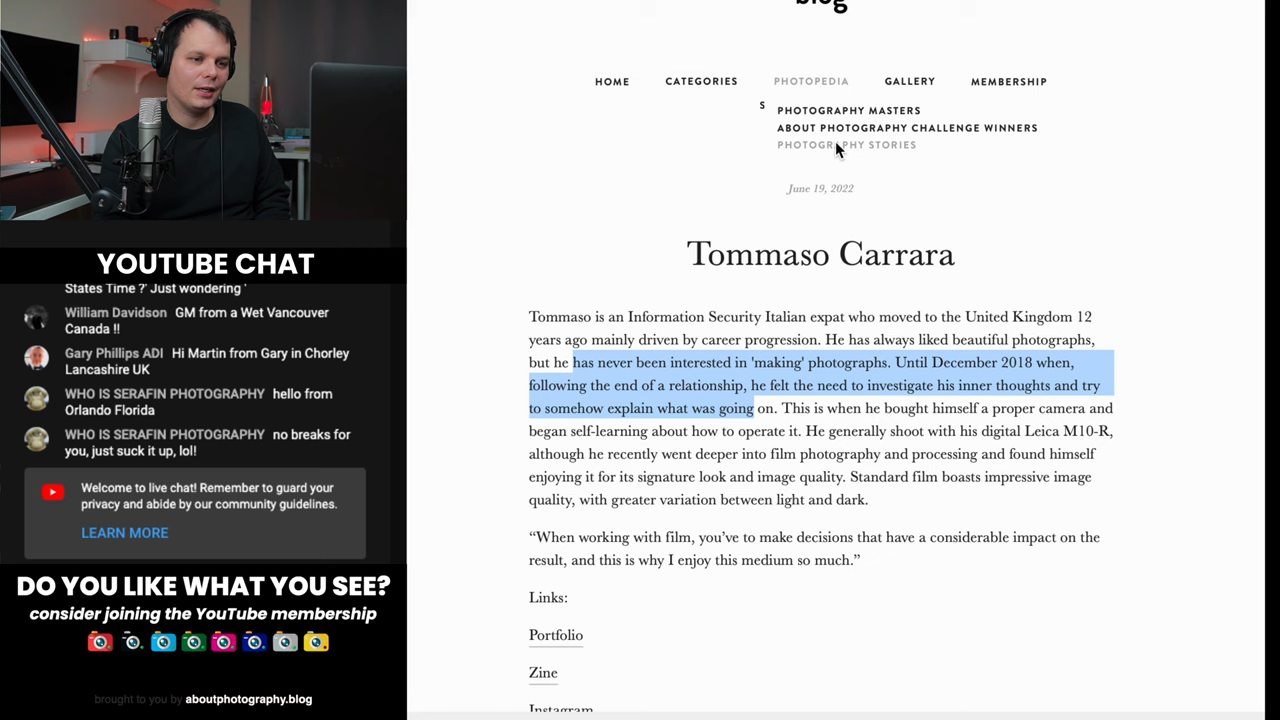 YOUTUBE CHAT
States Time ?' Just wondering '
William Davidson GM from a Wet Vancouver
Canada !!
Gary Phillips ADI Hi Martin from Gary in Chorley
Lancashire UK
WHO IS SERAFIN PHOTOGRAPHY hello from
Orlando Florida
WHO IS SERAFIN PHOTOGRAPHY no breaks for
you, just suck it up, lol!
Welcome to live chat! Remember to guard your
privacy and abide by our community guidelines.
LEARN MORE
DO YOU LIKE WHAT YOU SEE?
consider joining the YouTube membership
brought to you by aboutphotography.blog
blog
HOME CATEGORIES PHOTOPEDIA GALLERY MEMBERSHIP
S
PHOTOGRAPHY MASTERS
ABOUT PHOTOGRAPHY CHALLENGE WINNERS
PHOTOGRAPHY STORIES
June 19, 2022
Tommaso Carrara
Tommaso is an Information Security Italian expat who moved to the United Kingdom 12
years ago mainly driven by career progression. He has always liked beautiful photographs,
but he has never been interested in 'making' photographs. Until December 2018 when,
following the end of a relationship, he felt the need to investigate his inner thoughts and try
to somehow explain what was going on. This is when he bought himself a proper camera and
began self-learning about how to operate it. He generally shoot with his digital Leica M10-R,
although he recently went deeper into film photography and processing and found himself
enjoying it for its signature look and image quality. Standard film boasts impressive image
quality, with greater variation between light and dark.
“When working with film, you’ve to make decisions that have a considerable impact on the
result, and this is why I enjoy this medium so much.”
Links:
Portfolio
Zine
Instagram